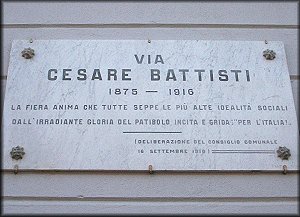 VIA
CESARE BATTISTI
1875 — 1916
LA FIERA ANIMA CHE TUTTE SEPPE LE PIÙ ALTE IDEALITÀ SOCIALI
DALL'IRRADIANTE GLORIA DEL PATIBOLO, INCITA E GRIDA: "PER L'ITALIA!„
(DELIBERAZIONE DEL CONSIGLIO COMUNALE
16 SETTEMBRE 1916)